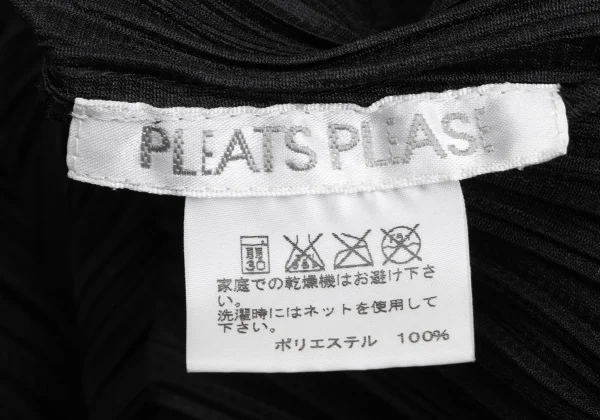 PLEATS PLEASE
弱 30
家庭での乾燥機はお避け下さ
い。
洗濯時にはネットを使用して
下さい。
ポリエステル 100%